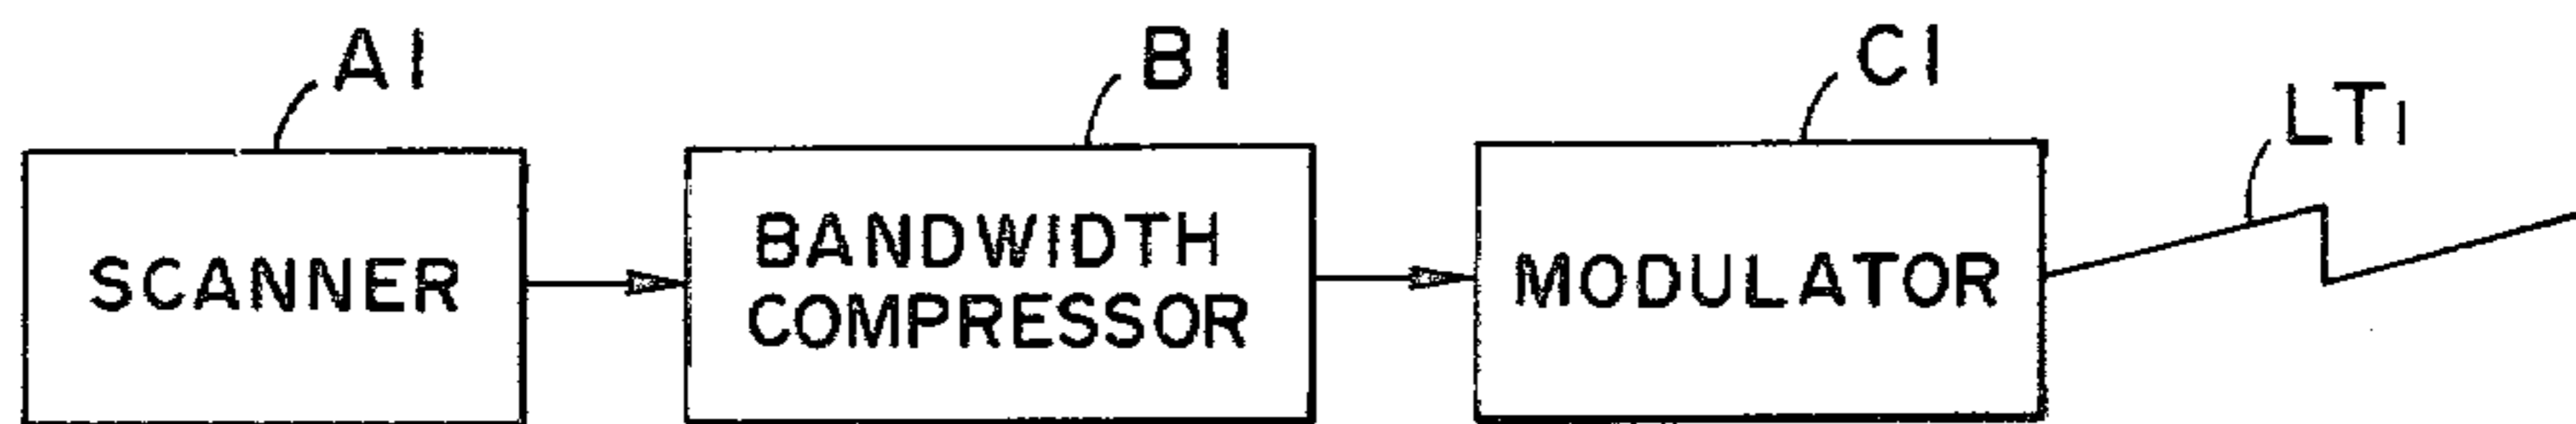 A1
B1
C1
LT1
SCANNER
BANDWIDTH
COMPRESSOR
MODULATOR